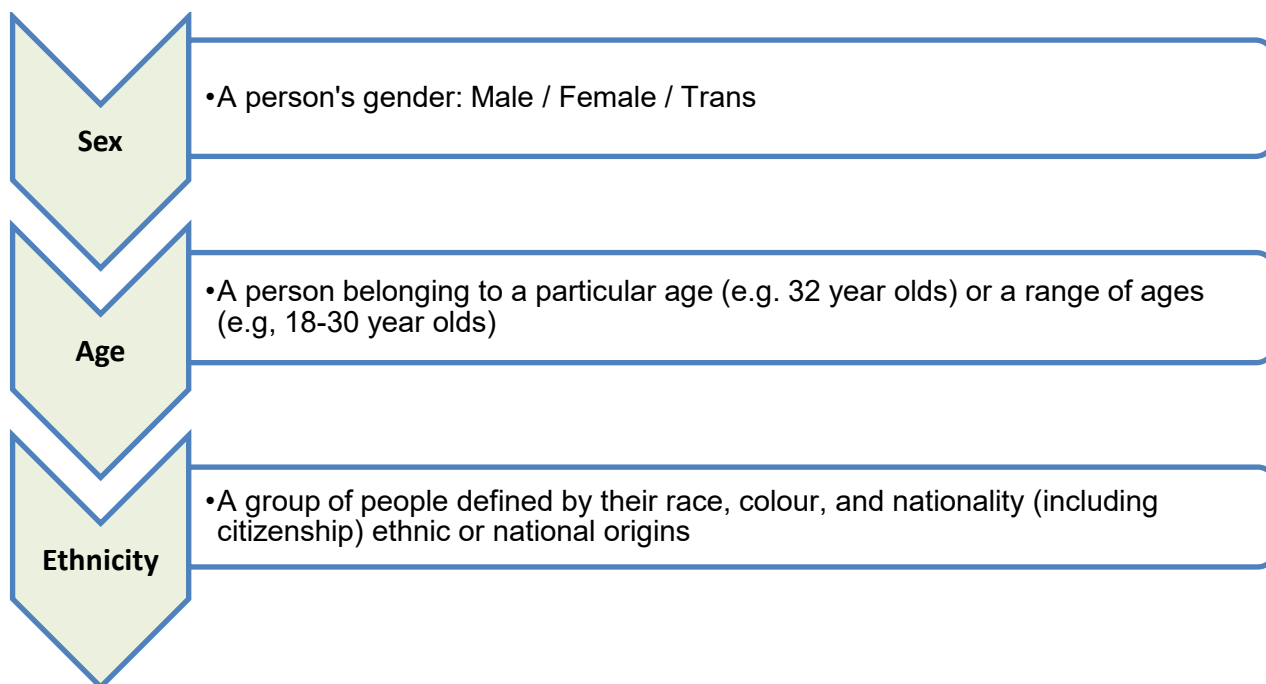 Sex
•A person's gender: Male / Female / Trans
Age
•A person belonging to a particular age (e.g. 32 year olds) or a range of ages
(e.g, 18-30 year olds)
Ethnicity
•A group of people defined by their race, colour, and nationality (including
citizenship) ethnic or national origins